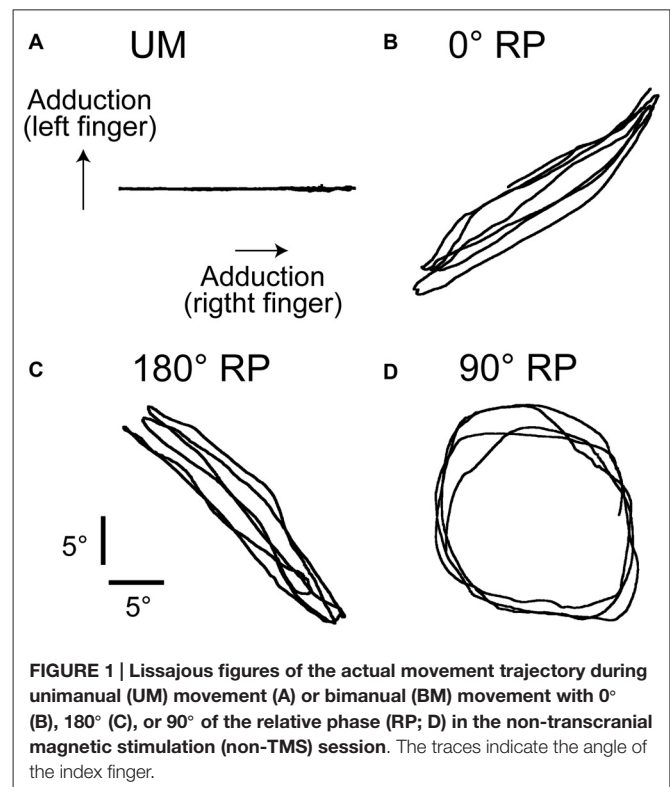 A UM
Adduction
(left finger)
Adduction
(rigtht finger)
B 0° RP
C 180° RP
5°
5°
D 90° RP
FIGURE 1 | Lissajous figures of the actual movement trajectory during
unimanual (UM) movement (A) or bimanual (BM) movement with 0°
(B), 180° (C), or 90° of the relative phase (RP; D) in the non-transcranial
magnetic stimulation (non-TMS) session. The traces indicate the angle of
the index finger.